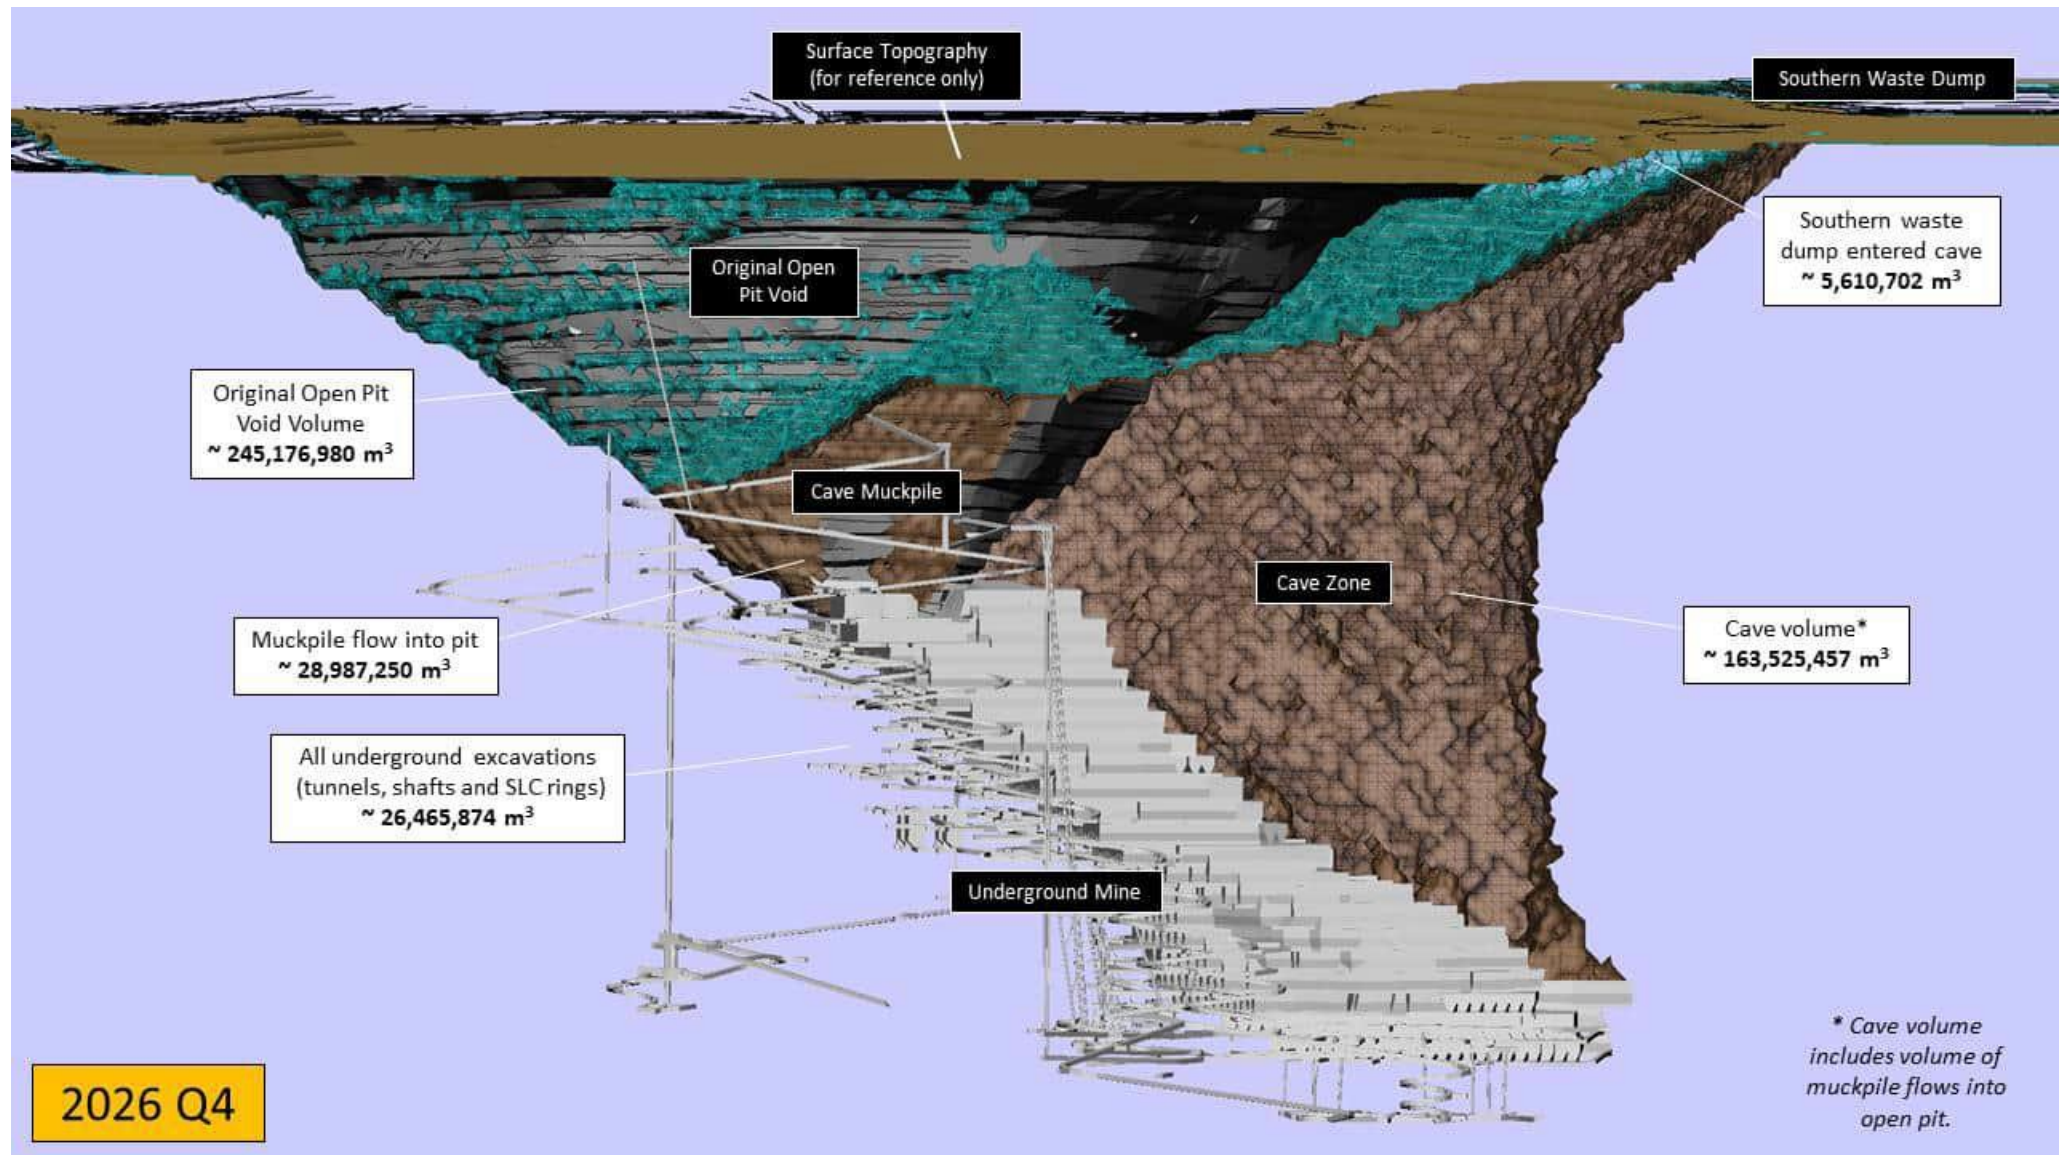 Surface Topography
(for reference only)
Southern Waste Dump
Southern waste
dump entered cave
~ 5,610,702 m³
Original Open
Pit Void
Original Open Pit
Void Volume
~ 245,176,980 m³
Cave Muckpile
Cave Zone
Muckpile flow into pit
~ 28,987,250 m³
Cave volume*
~ 163,525,457 m³
All underground excavations
(tunnels, shafts and SLC rings)
~ 26,465,874 m³
Underground Mine
* Cave volume
includes volume of
muckpile flows into
open pit.
2026 Q4